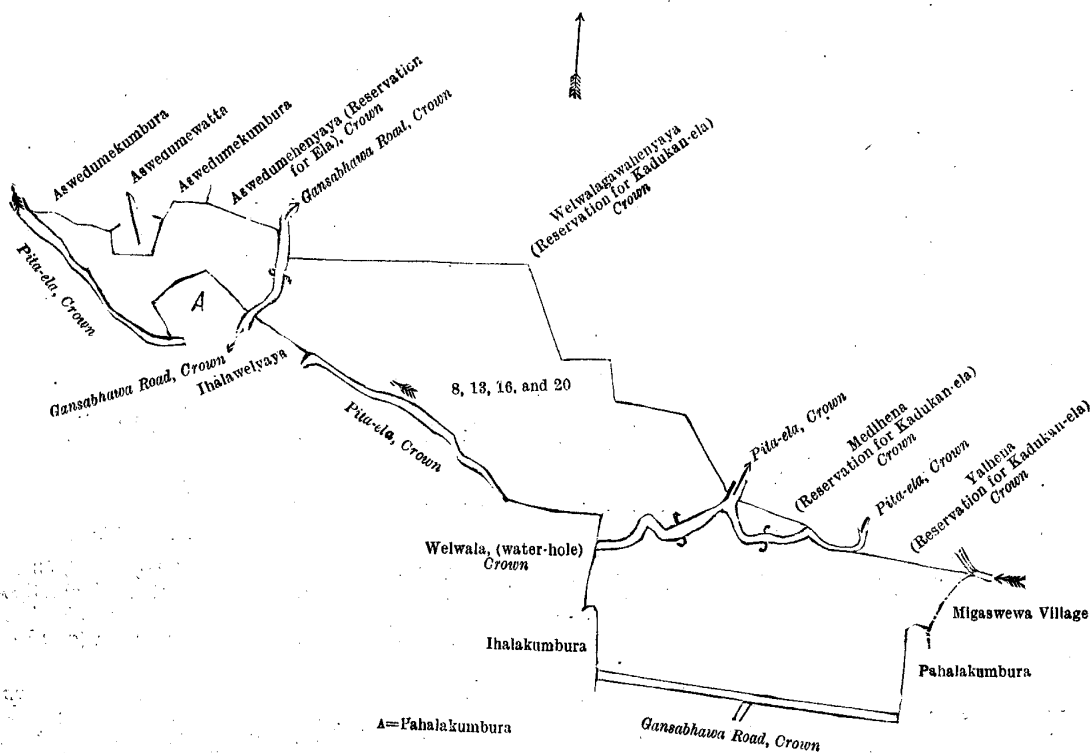 Aswedumekumbura
Aswedumewatta
Aswedumekumbura
Aswedumehenyaya (Reservation
for Ela), Crown
Gansabhawa Road, Crown
Welwalagawahenyaya
(Reservation for Kadukan-ela)
Crown
Pita-ela, Crown
A
Gansabhawa Road, Crown
Ihalawelyaya
8, 13, 16, and 20
Pita-ela, Crown
Pita-ela, Crown
Medihena
(Reservation for Kadukan-ela)
Crown
Pita-ela, Crown
Yalhena
(Reservation for Kadukan-ela)
Crown
Welwala, (water-hole)
Crown
Migaswewa Village
Ihalakumbura
Pahalakumbura
A=Pahalakumbura
Gansabhawa Road, Crown